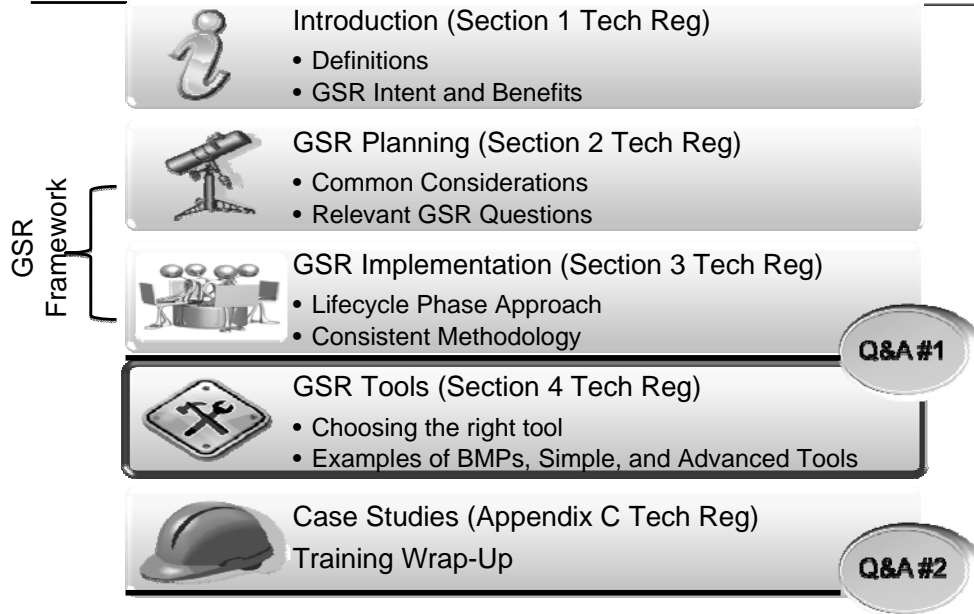 Introduction (Section 1 Tech Reg)
• Definitions
• GSR Intent and Benefits
GSR Planning (Section 2 Tech Reg)
• Common Considerations
• Relevant GSR Questions
GSR
Framework
GSR Implementation (Section 3 Tech Reg)
• Lifecycle Phase Approach
• Consistent Methodology
Q&A #1
GSR Tools (Section 4 Tech Reg)
• Choosing the right tool
• Examples of BMPs, Simple, and Advanced Tools
Case Studies (Appendix C Tech Reg)
Training Wrap-Up
Q&A #2